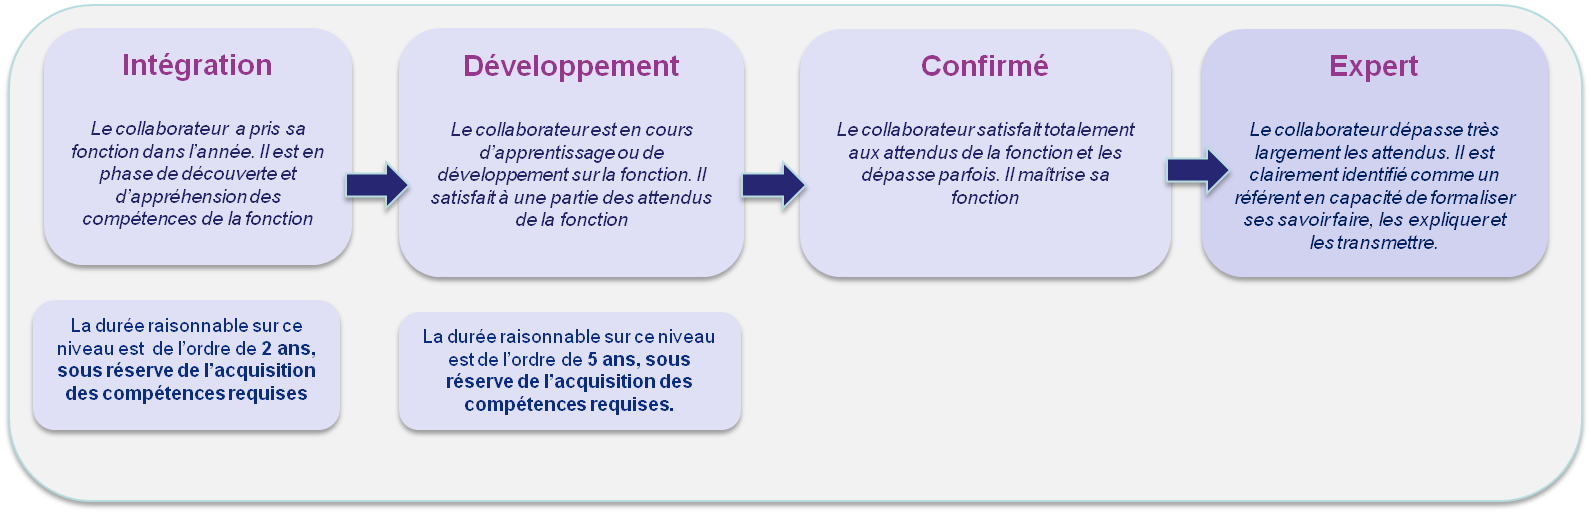 Intégration
Le collaborateur a pris sa
fonction dans l'année. Il est en
phase de découverte et
d'appréhension des
compétences de la fonction
La durée raisonnable sur ce
niveau est de l'ordre de 2 ans,
sous réserve de l'acquisition
des compétences requises
Développement
Le collaborateur est en cours
d'apprentissage ou de
développement sur la fonction. Il
satisfait à une partie des attendus
de la fonction
La durée raisonnable sur ce niveau
est de l'ordre de 5 ans, sous
réserve de l'acquisition des
compétences requises.
Confirmé
Le collaborateur satisfait totalement
aux attendus de la fonction et les
dépasse parfois. Il maîtrise sa
fonction
Expert
Le collaborateur dépasse très
largement les attendus. Il est
clairement identifié comme un
référent en capacité de formaliser
ses savoir faire, les expliquer et
les transmettre.